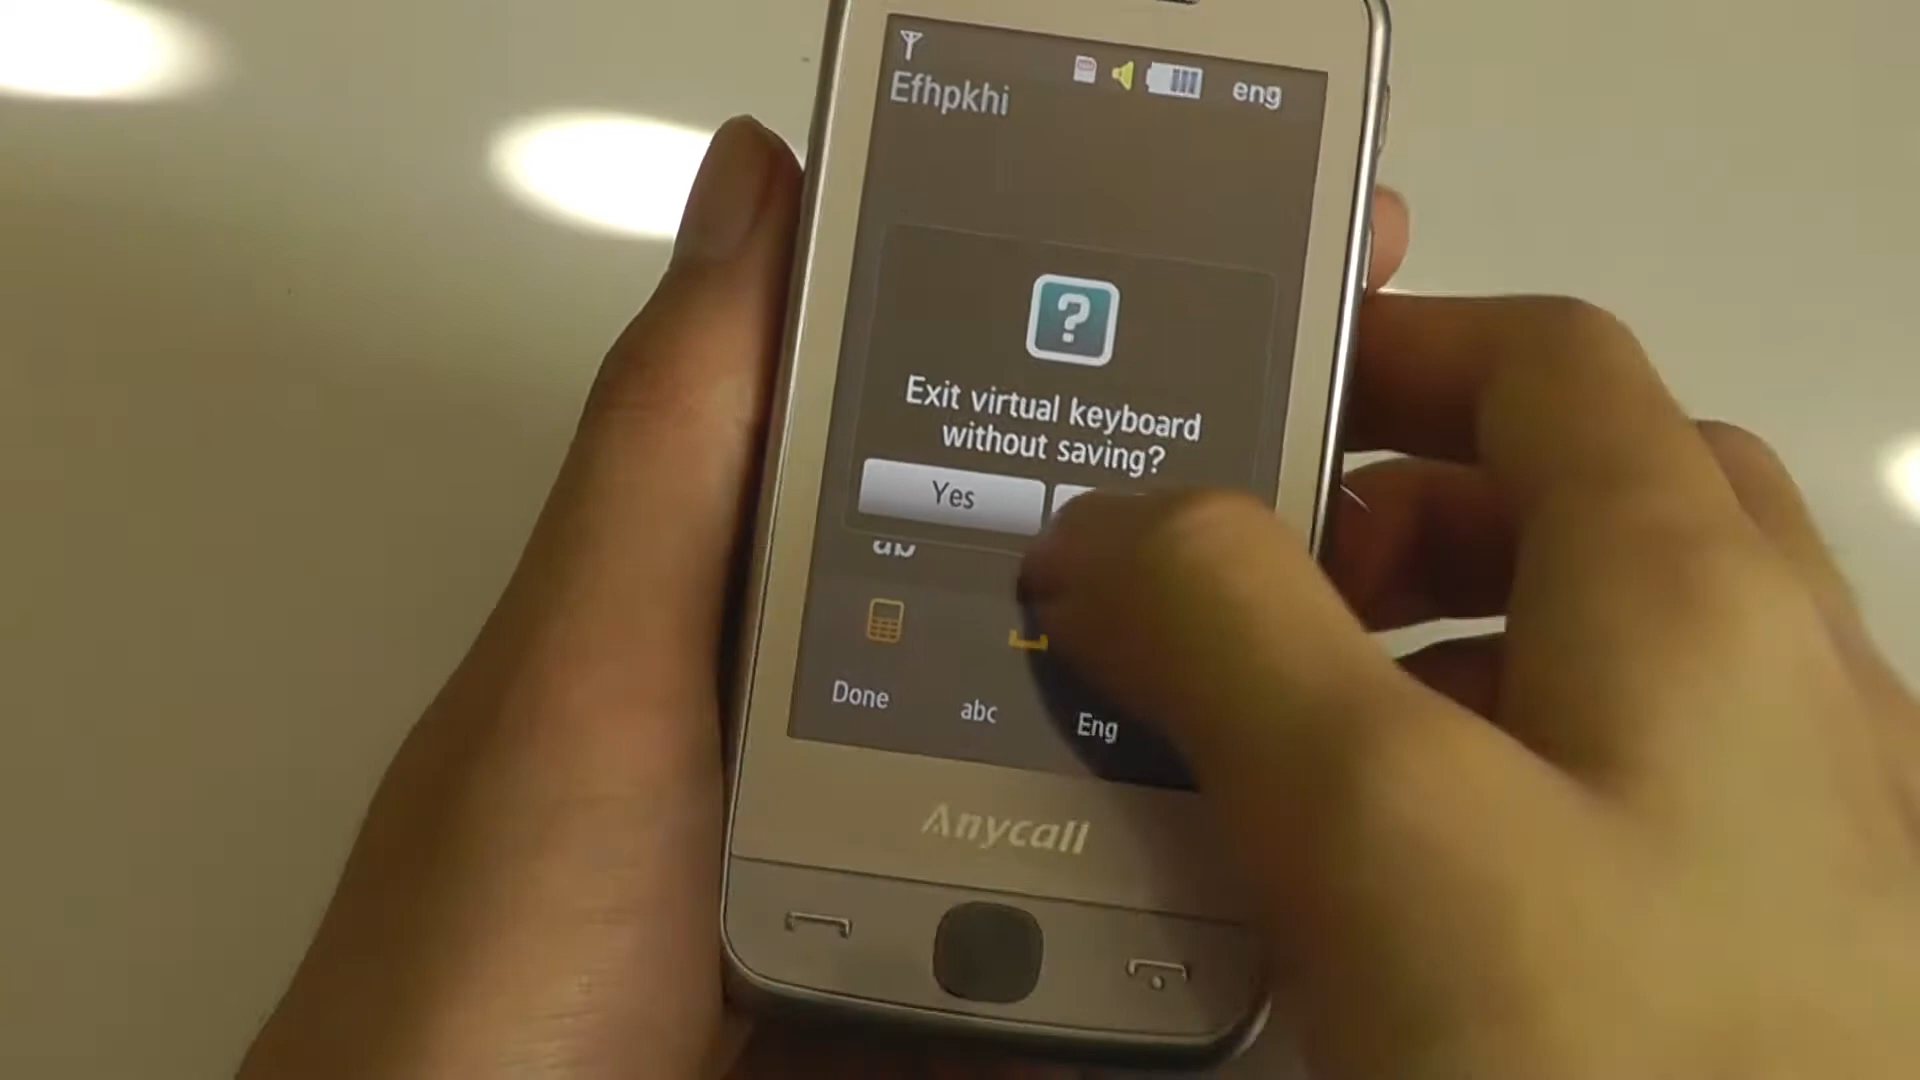 eng
Efhpkhi
?
Exit virtual keyboard
without saving?
Yes
Done
abc
Eng
Anycall